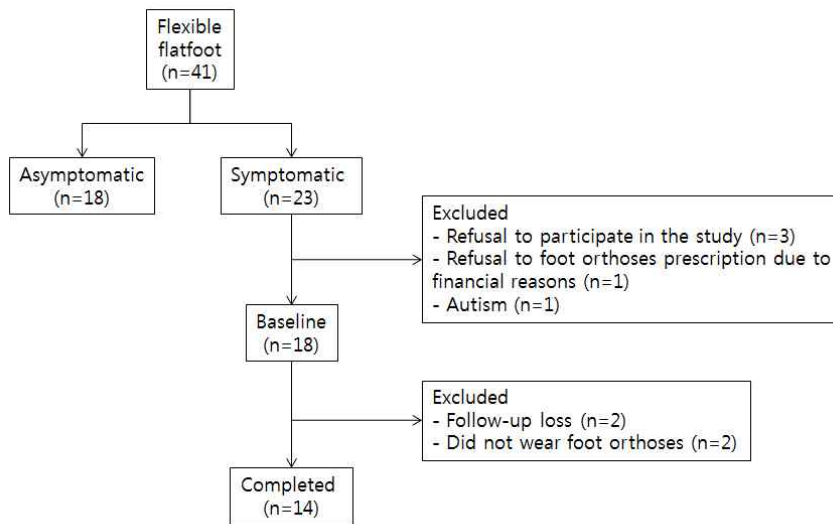 Flexible
flatfoot
(n=41)
Asymptomatic
(n=18)
Symptomatic
(n=23)
Excluded
- Refusal to participate in the study (n=3)
- Refusal to foot orthoses prescription due to
financial reasons (n=1)
- Autism (n=1)
Baseline
(n=18)
Excluded
- Follow-up loss (n=2)
- Did not wear foot orthoses (n=2)
Completed
(n=14)